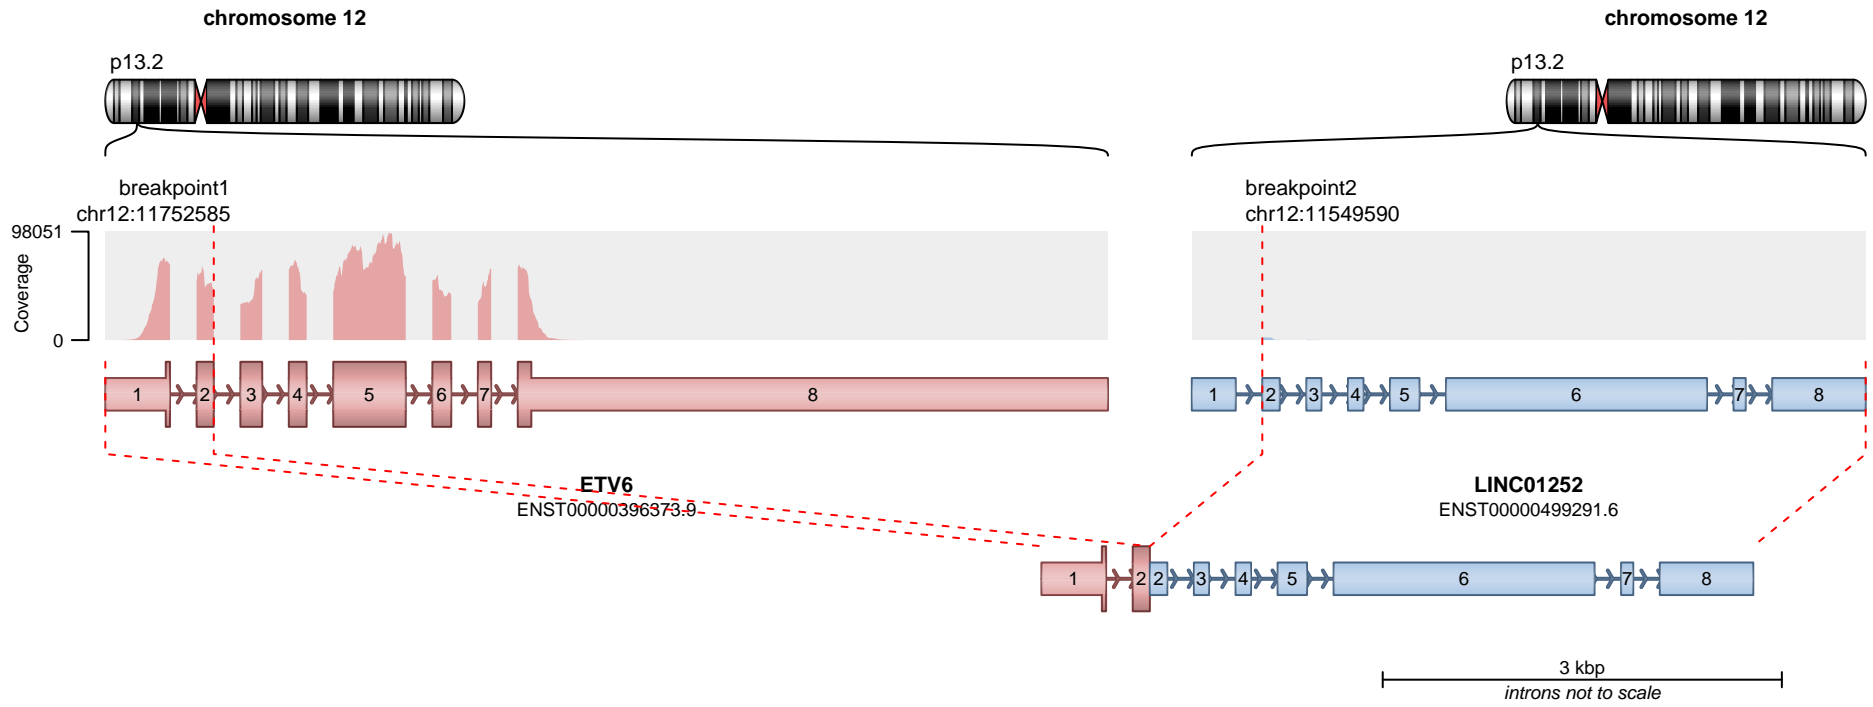 chromosome 12
chromosome 12
p13.2
p13.2
breakpoint1
chr12:11752585
breakpoint2
chr12:11549590
98051
Coverage
0
1 2 3 4 5 6 7 8
1 2 3 4 5 6 7 8
ETV6
ENST00000396373.9
LINC01252
ENST00000499291.6
1 2 2 3 4 5 6 7 8
3 kbp
introns not to scale